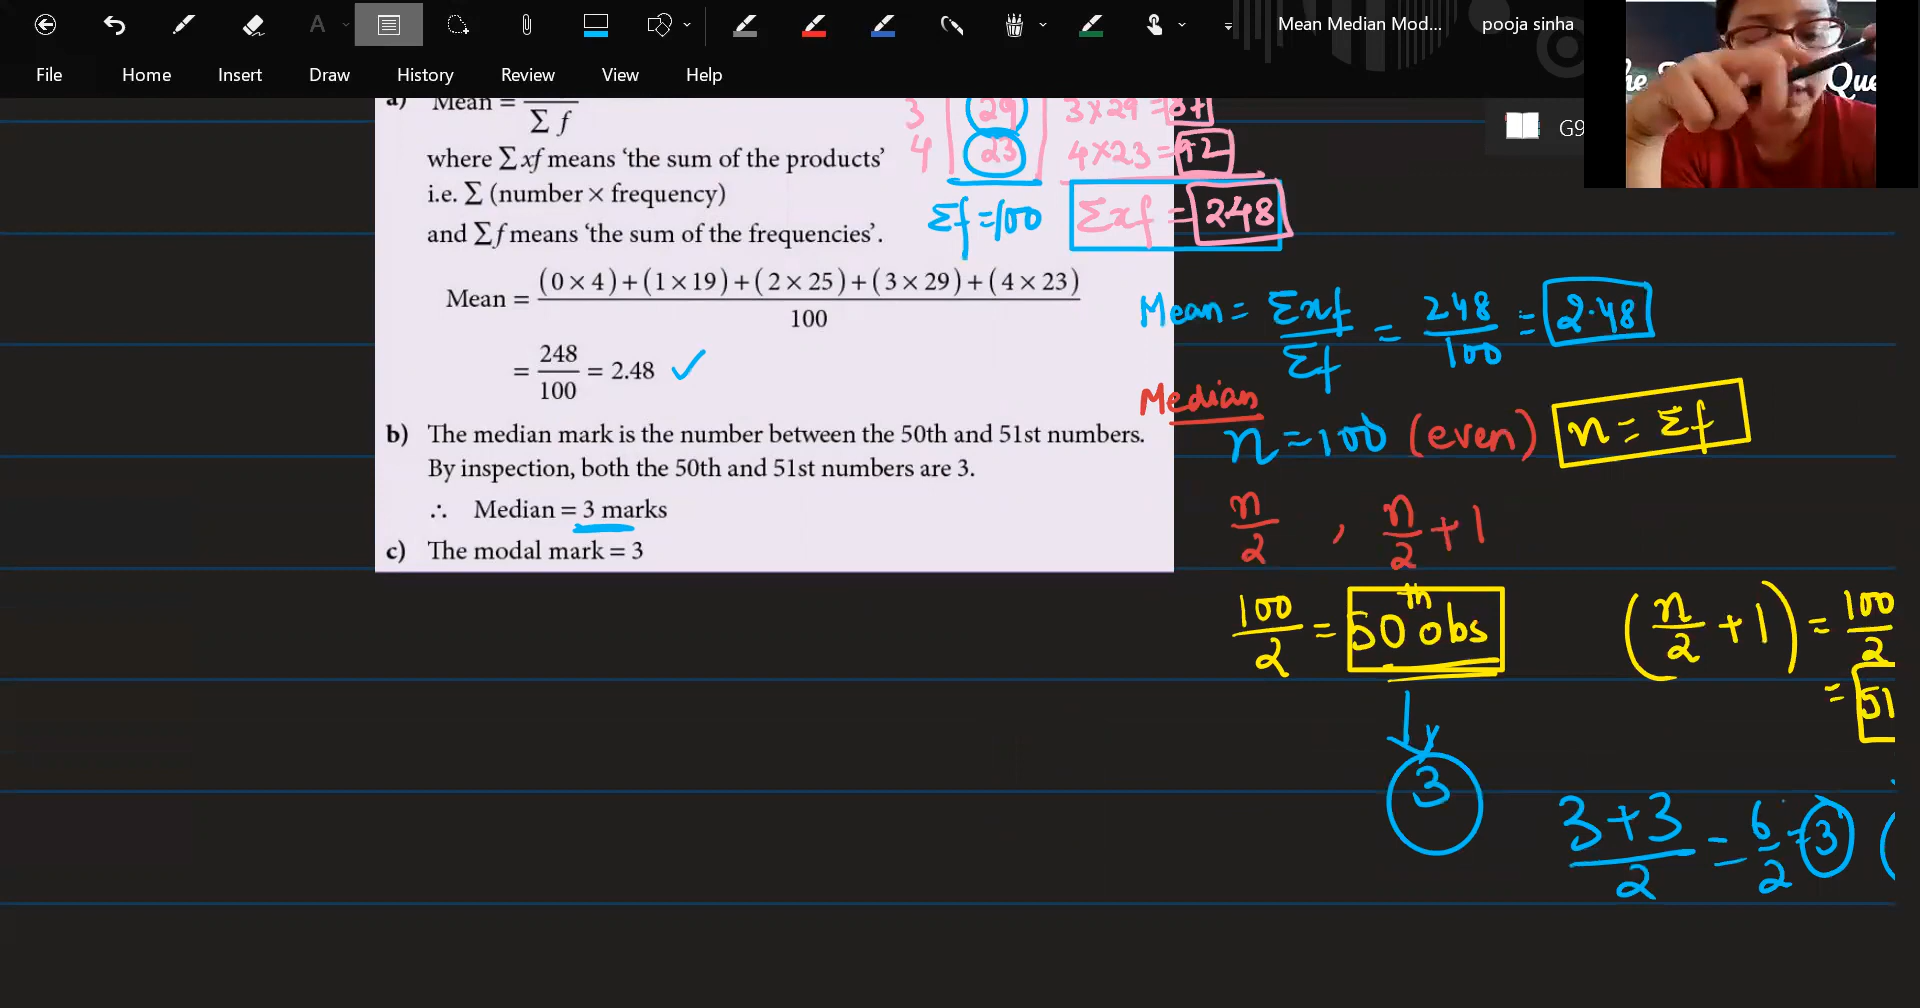 Mean Median Mod... pooja sinha
File Home Insert Draw History Review View Help
he Que
G9
a) Mean = / Σ f
3 29 3×29=87
4 23 4×23=92
where Σ xf means ‘the sum of the products’
i.e. Σ (number × frequency)
and Σ f means ‘the sum of the frequencies’.
Σf=100 Σxf = 248
Mean = (0 × 4) + (1 × 19) + (2 × 25) + (3 × 29) + (4 × 23) / 100
= 248/100 = 2.48 ✓
b) The median mark is the number between the 50th and 51st numbers.
By inspection, both the 50th and 51st numbers are 3.
∴ Median = 3 marks
c) The modal mark = 3
Mean = Σxf/Σf = 248/100 = 2.48
Median
n = 100 (even) n = Σf
n/2 , n/2 + 1
100/2 = 50th obs (n/2 + 1) = 100/2
= 51
3
3+3/2 = 6/2 = 3 (